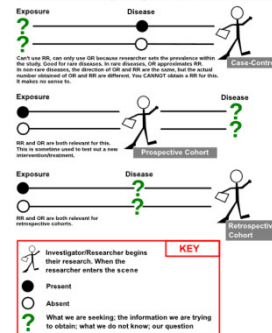 Exposure Disease
?
?
Can't use RR, can only use OR because researcher sets the prevalence within
the study. Good for rare diseases. In rare diseases, OR approximates RR.
In non-rare diseases, the direction of OR and RR are the same, but the actual
number obtained of OR and RR are different. You CANNOT obtain a RR for this.
It makes no sense to.
Case-Contro
Exposure Disease
?
?
RR and OR are both relevant for this.
This is sometimes used to test out a new
intervention/treatment.
Prospective Cohort
Exposure Disease
?
?
RR and OR are both relevant for
retrospective cohorts.
Retrospective
Cohort
KEY
Investigator/Researcher begins
their research. When the
researcher enters the scene
Present
Absent
? What we are seeking; the information we are trying
to obtain; what we do not know; our question